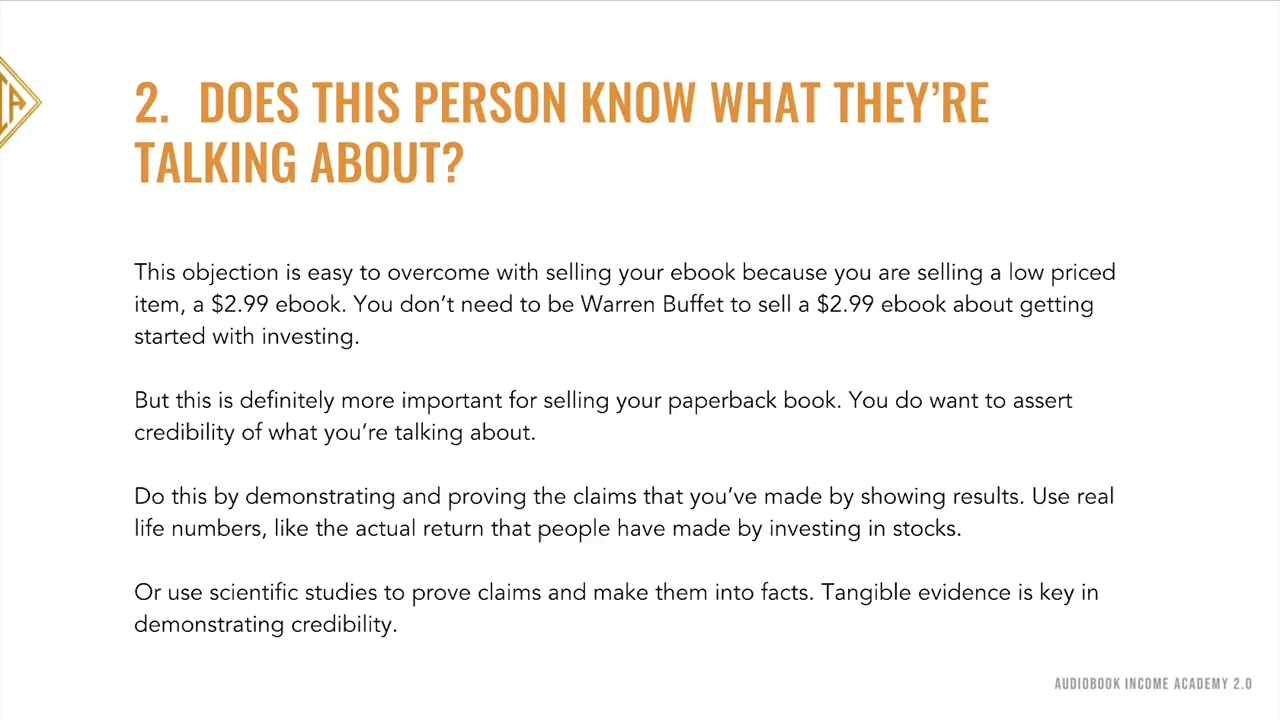 2. DOES THIS PERSON KNOW WHAT THEY'RE
TALKING ABOUT?
This objection is easy to overcome with selling your ebook because you are selling a low priced
item, a $2.99 ebook. You don't need to be Warren Buffet to sell a $2.99 ebook about getting
started with investing.
But this is definitely more important for selling your paperback book. You do want to assert
credibility of what you're talking about.
Do this by demonstrating and proving the claims that you've made by showing results. Use real
life numbers, like the actual return that people have made by investing in stocks.
Or use scientific studies to prove claims and make them into facts. Tangible evidence is key in
demonstrating credibility.
AUDIOBOOK INCOME ACADEMY 2.0